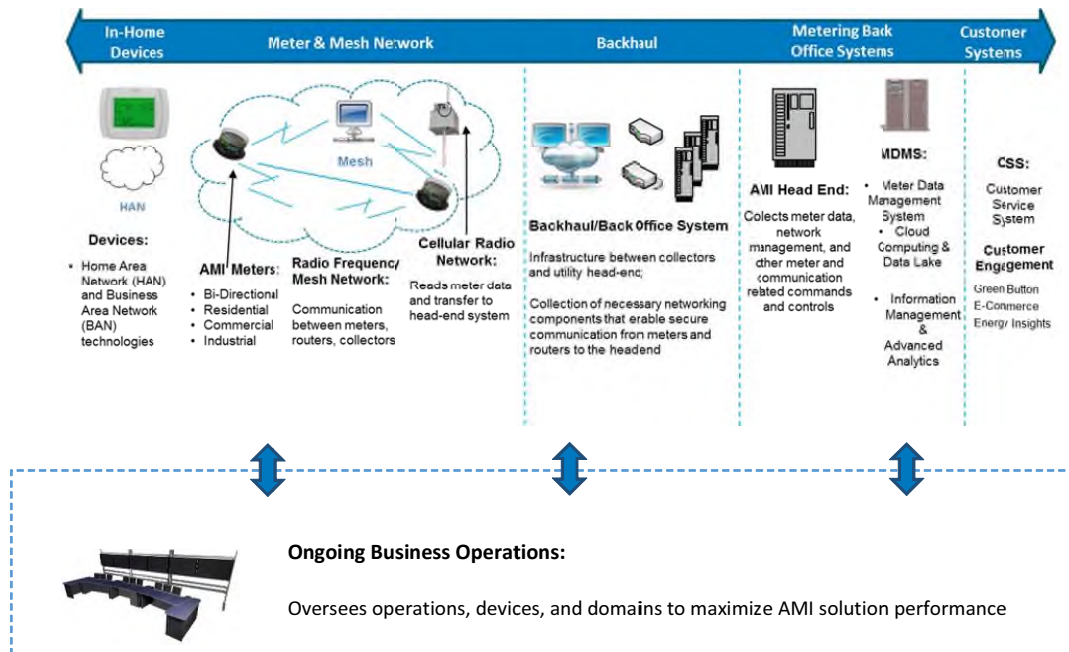 In-Home
Devices
Meter & Mesh Network
Backhaul
Metering Back
Office Systems
Customer
Systems
HAN
Devices:
• Home Area
Network (HAN)
and Business
Area Network
(BAN)
technologies
Mesh
AMI Meters:
• Bi-Directional
• Residential
• Commercial
• Industrial
Radio Frequency/
Mesh Network:
Communication
between meters,
routers, collectors
Cellular Radio
Network:
Reads meter data
and transfer to
head-end system
Backhaul/Back Office System
Infrastructure between collectors
and utility head-end;
Collection of necessary networking
components that enable secure
communication from meters and
routers to the headend
AMI Head End:
Colects meter data,
network
management, and
other meter and
communication
related commands
and controls
MDMS:
• Meter Data
Management
System
• Cloud
Computing &
Data Lake
• Information
Management
&
Advanced
Analytics
CSS:
Customer
Service
System
Customer
Engagement
Green Button
E-Commerce
Energy Insights
Ongoing Business Operations:
Oversees operations, devices, and domains to maximize AMI solution performance